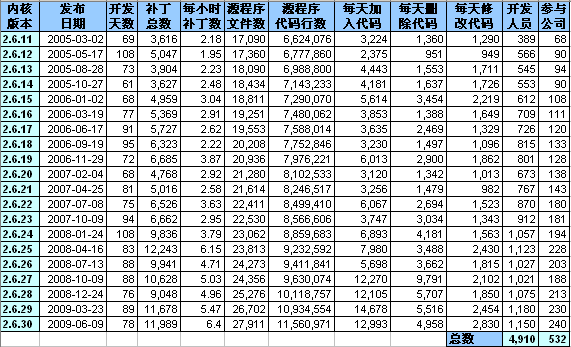 内核 发布 开发 补丁 每小时 源程序 源程序 每天加 每天删 每天修 开发 参与
版本 日期 天数 总数 补丁数 文件数 代码行数 入代码 除代码 改代码 人员 公司
2.6.11 2005-03-02 69 3,616 2.18 17,090 6,624,076 3,224 1,360 1,290 389 68
2.6.12 2005-05-17 108 5,047 1.95 17,360 6,777,860 2,375 951 949 566 90
2.6.13 2005-08-28 73 3,904 2.23 18,090 6,988,800 4,443 1,553 1,711 545 94
2.6.14 2005-10-27 61 3,627 2.48 18,434 7,143,233 4,181 1,637 1,726 553 90
2.6.15 2006-01-02 68 4,959 3.04 18,811 7,290,070 5,614 3,454 2,219 612 108
2.6.16 2006-03-19 77 5,369 2.91 19,251 7,480,062 3,853 1,388 1,649 709 111
2.6.17 2006-06-17 91 5,727 2.62 19,553 7,588,014 3,635 2,469 1,329 726 120
2.6.18 2006-09-19 95 6,323 2.22 20,208 7,752,846 3,230 1,497 1,096 815 133
2.6.19 2006-11-29 72 6,685 3.87 20,936 7,976,221 6,013 2,900 1,862 801 128
2.6.20 2007-02-04 68 4,768 2.92 21,280 8,102,533 3,120 1,342 1,013 673 138
2.6.21 2007-04-25 81 5,016 2.58 21,614 8,246,517 3,256 1,479 982 767 143
2.6.22 2007-07-08 75 6,526 3.63 22,411 8,499,410 6,067 2,694 1,523 870 180
2.6.23 2007-10-09 94 6,662 2.95 22,530 8,566,606 3,747 3,034 1,343 912 181
2.6.24 2008-01-24 108 9,836 3.79 23,062 8,859,683 6,893 4,181 1,563 1,057 194
2.6.25 2008-04-16 83 12,243 6.15 23,813 9,232,592 7,980 3,488 2,430 1,123 228
2.6.26 2008-07-13 88 9,941 4.71 24,273 9,411,841 5,698 3,662 1,815 1,027 203
2.6.27 2008-10-09 88 10,628 5.03 24,356 9,630,074 12,270 9,791 2,102 1,021 188
2.6.28 2008-12-24 76 9,048 4.96 25,276 10,118,757 12,105 5,707 1,850 1,075 213
2.6.29 2009-03-23 89 11,678 5.47 26,702 10,934,554 14,678 5,516 2,454 1,180 230
2.6.30 2009-06-09 78 11,989 6.4 27,911 11,560,971 12,993 4,958 2,830 1,150 240
总数 4,910 532